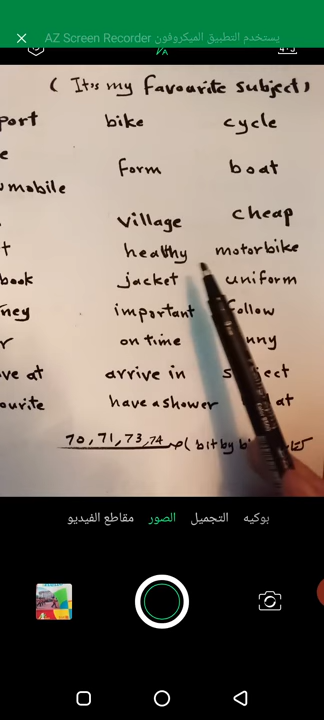 يستخدم التطبيق الميكروفون AZ Screen Recorder
( It's my favourite subject )
port bike cycle
e
form boat
mobile
village cheap
t healthy motorbike
book jacket uniform
ney important follow
r on time
ve at arrive in
ourite have a shower at
70, 71, 73, 74 ص ( bit by bi كتاب
بوكيه التجميل الصور مقاطع الفيديو